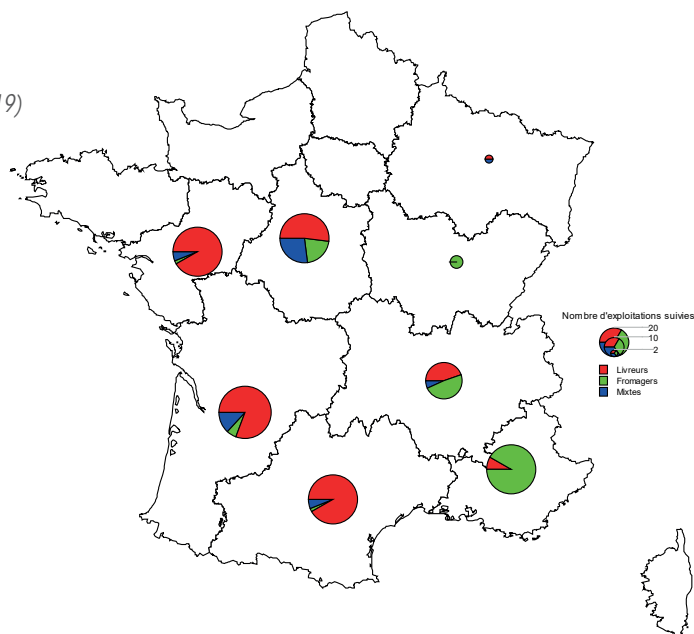 19)
Nombre d'exploitations suivies
20
10
2
Livreurs
Fromagers
Mixtes